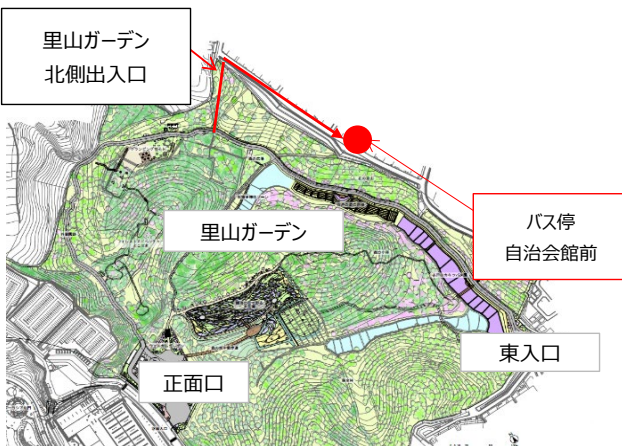 里山ガーデン
北側出入口
バス停
自治会館前
里山ガーデン
東入口
正面口